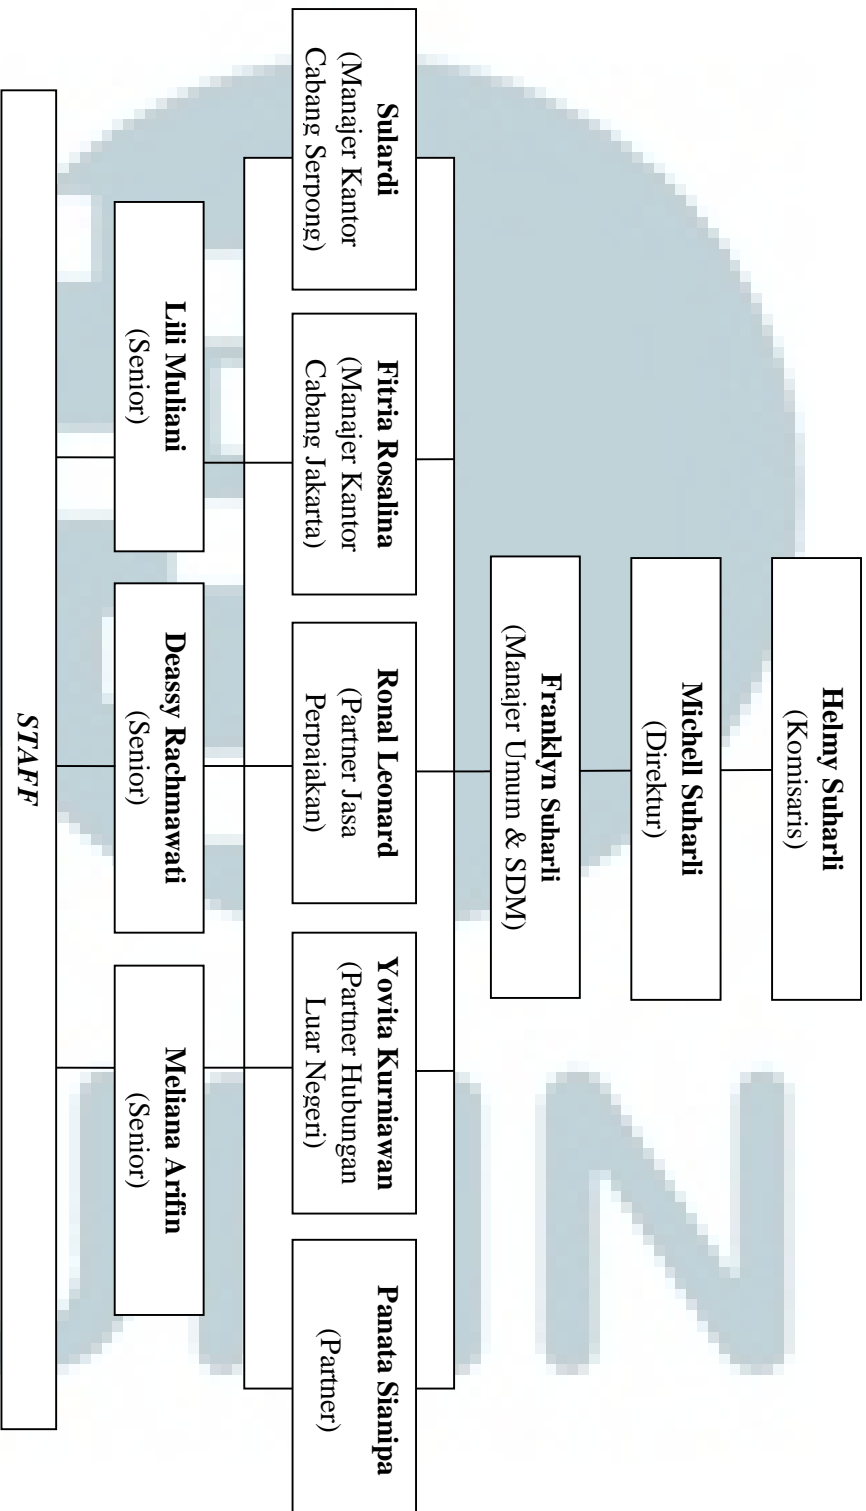 Helmy Suharli
(Komisaris)
Michell Suharli
(Direktur)
Franklyn Suharli
(Manajer Umum & SDM)
Sulardi
(Manajer Kantor
Cabang Serpong)
Fitria Rosalina
(Manajer Kantor
Cabang Jakarta)
Ronal Leonard
(Partner Jasa
Perpajakan)
Yovita Kurniawan
(Partner Hubungan
Luar Negeri)
Panata Sianipa
(Partner)
Lili Muliani
(Senior)
Deassy Rachmawati
(Senior)
Meliana Arifin
(Senior)
STAFF